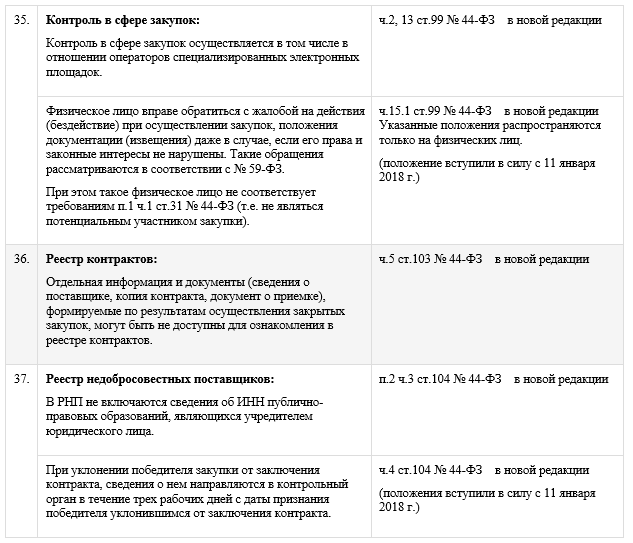 35. Контроль в сфере закупок:
Контроль в сфере закупок осуществляется в том числе в
отношении операторов специализированных электронных
площадок.
ч.2, 13 ст.99 № 44-ФЗ    в новой редакции
Физическое лицо вправе обратиться с жалобой на действия
(бездействие) при осуществлении закупок, положения
документации (извещения) даже в случае, если его права и
законные интересы не нарушены. Такие обращения
рассматриваются в соответствии с № 59-ФЗ.
При этом такое физическое лицо не соответствует
требованиям п.1 ч.1 ст.31 № 44-ФЗ (т.е. не являться
потенциальным участником закупки).
ч.15.1 ст.99 № 44-ФЗ    в новой редакции
Указанные положения распространяются
только на физических лиц.
(положение вступили в силу с 11 января
2018 г.)
36. Реестр контрактов:
Отдельная информация и документы (сведения о
поставщике, копия контракта, документ о приемке),
формируемые по результатам осуществления закрытых
закупок, могут быть не доступны для ознакомления в
реестре контрактов.
ч.5 ст.103 № 44-ФЗ    в новой редакции
37. Реестр недобросовестных поставщиков:
В РНП не включаются сведения об ИНН публично-
правовых образований, являющихся учредителем
юридического лица.
п.2 ч.3 ст.104 № 44-ФЗ    в новой редакции
При уклонении победителя закупки от заключения
контракта, сведения о нем направляются в контрольный
орган в течение трех рабочих дней с даты признания
победителя уклонившимся от заключения контракта.
ч.4 ст.104 № 44-ФЗ    в новой редакции
(положения вступили в силу с 11 января
2018 г.)